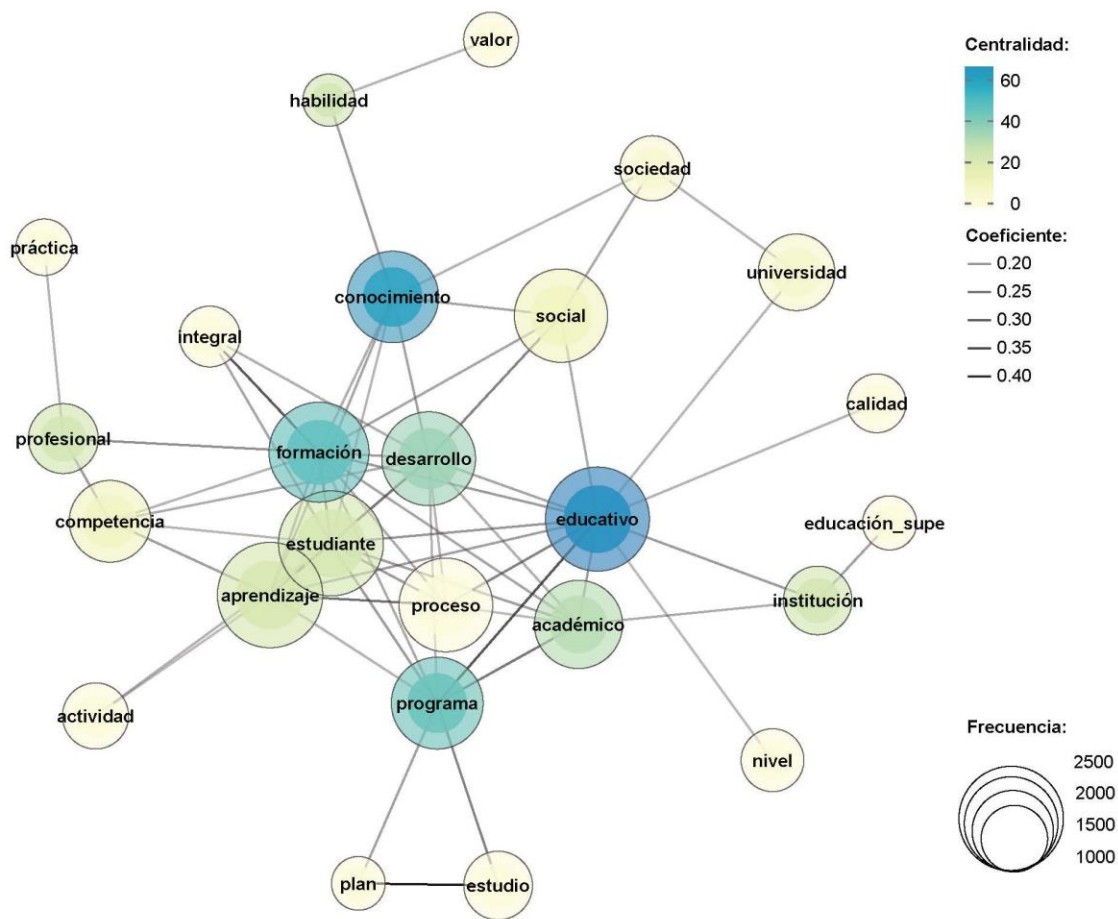 valor
habilidad
sociedad
práctica
universidad
conocimiento
social
integral
calidad
profesional
formación
desarrollo
competencia
educativo
educación_supe
estudiante
aprendizaje
proceso
institución
académico
programa
actividad
nivel
plan
estudio
Centralidad:
60
40
20
0
Coeficiente:
0.20
0.25
0.30
0.35
0.40
Frecuencia:
2500
2000
1500
1000